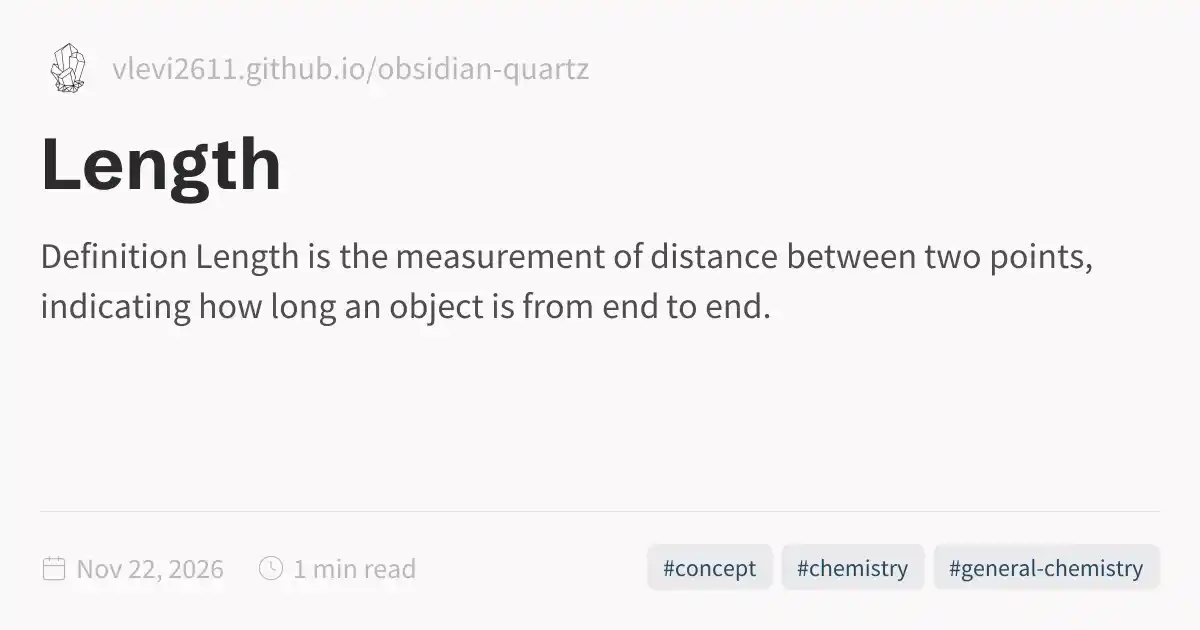 vlevi2611.github.io/obsidian-quartz
Length
Definition Length is the measurement of distance between two points,
indicating how long an object is from end to end.
Nov 22, 2026 1 min read #concept #chemistry #general-chemistry